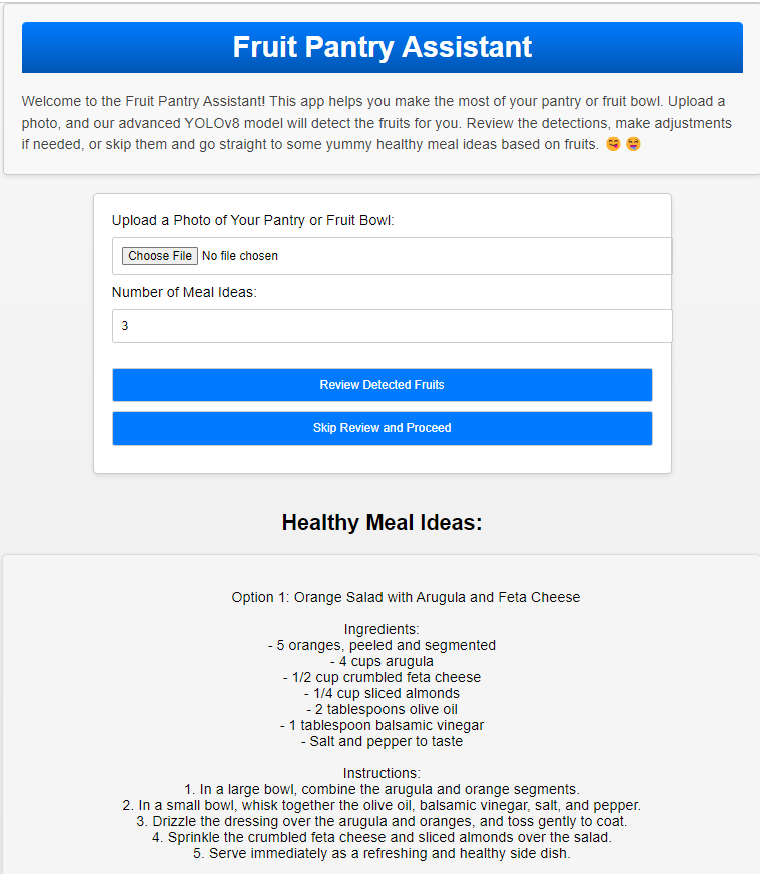 Fruit Pantry Assistant
Welcome to the Fruit Pantry Assistant! This app helps you make the most of your pantry or fruit bowl. Upload a
photo, and our advanced YOLOv8 model will detect the fruits for you. Review the detections, make adjustments
if needed, or skip them and go straight to some yummy healthy meal ideas based on fruits. 😋 😝
Upload a Photo of Your Pantry or Fruit Bowl:
Choose File No file chosen
Number of Meal Ideas:
3
Review Detected Fruits
Skip Review and Proceed
Healthy Meal Ideas:
Option 1: Orange Salad with Arugula and Feta Cheese
Ingredients:
- 5 oranges, peeled and segmented
- 4 cups arugula
- 1/2 cup crumbled feta cheese
- 1/4 cup sliced almonds
- 2 tablespoons olive oil
- 1 tablespoon balsamic vinegar
- Salt and pepper to taste
Instructions:
1. In a large bowl, combine the arugula and orange segments.
2. In a small bowl, whisk together the olive oil, balsamic vinegar, salt, and pepper.
3. Drizzle the dressing over the arugula and oranges, and toss gently to coat.
4. Sprinkle the crumbled feta cheese and sliced almonds over the salad.
5. Serve immediately as a refreshing and healthy side dish.